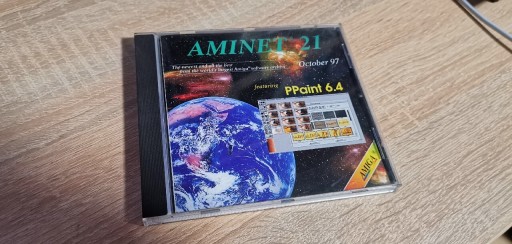 AMINET 21
The newest and all the best
from the world's largest Amiga software archive
October 97
featuring
PPaint 6.4
AMIGA